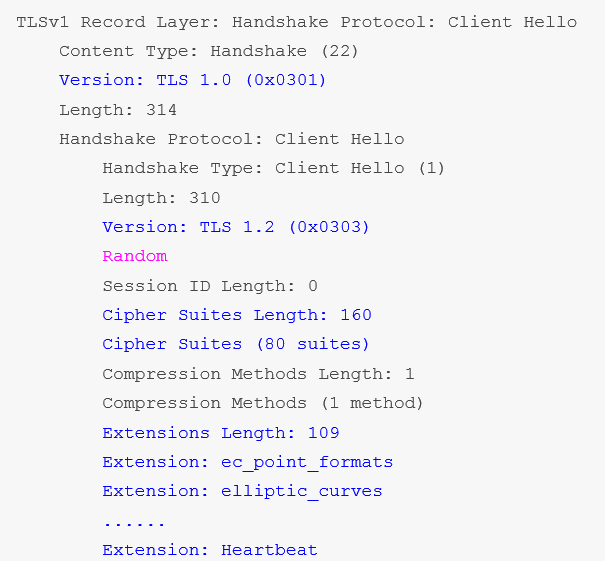 TLSv1 Record Layer: Handshake Protocol: Client Hello
Content Type: Handshake (22)
Version: TLS 1.0 (0x0301)
Length: 314
Handshake Protocol: Client Hello
Handshake Type: Client Hello (1)
Length: 310
Version: TLS 1.2 (0x0303)
Random
Session ID Length: 0
Cipher Suites Length: 160
Cipher Suites (80 suites)
Compression Methods Length: 1
Compression Methods (1 method)
Extensions Length: 109
Extension: ec_point_formats
Extension: elliptic_curves
......
Extension: Heartbeat